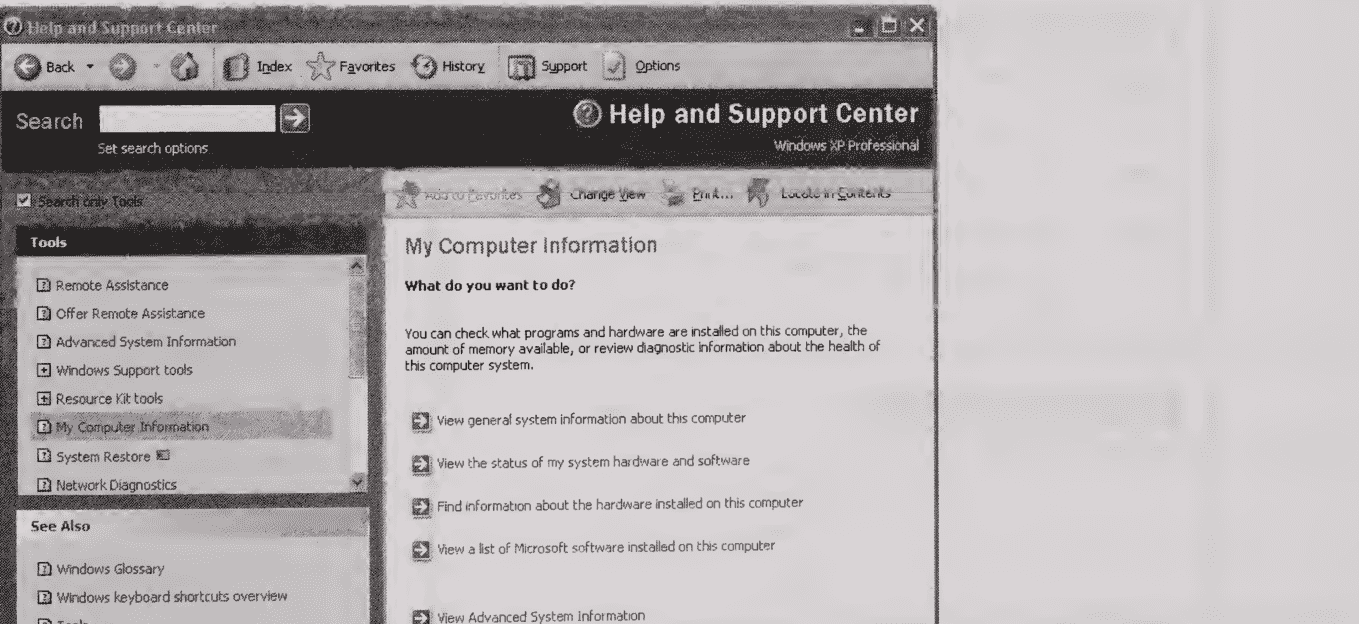 Help and Support Center
Back Index Favorites History Support Options
Search
Set search options
Help and Support Center
Windows XP Professional
Search only Tools
Tools
Remote Assistance
Offer Remote Assistance
Advanced System Information
Windows Support tools
Resource Kit tools
My Computer Information
System Restore
Network Diagnostics
See Also
Windows Glossary
Windows keyboard shortcuts overview
Tools
Add to Favorites Change View Print... Locate in Contents
My Computer Information
What do you want to do?
You can check what programs and hardware are installed on this computer, the
amount of memory available, or review diagnostic information about the health of
this computer system.
View general system information about this computer
View the status of my system hardware and software
Find information about the hardware installed on this computer
View a list of Microsoft software installed on this computer
View Advanced System Information